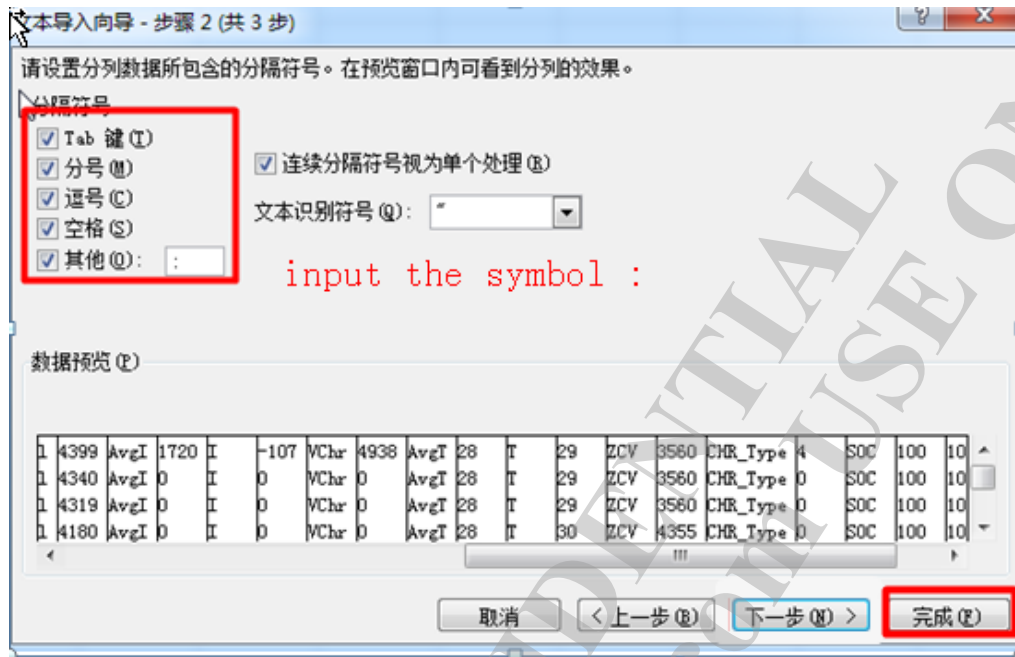 文本导入向导 - 步骤 2 (共 3 步)
请设置分列数据所包含的分隔符号。在预览窗口内可看到分列的效果。
分隔符号
Tab 键(T)
分号(M)
逗号(C)
空格(S)
其他(O): :
连续分隔符号视为单个处理(R)
文本识别符号(Q): "
input the symbol :
数据预览(P)
l 4399 AvgI 1720 I -107 VChr 4938 AvgT 28 T 29 ZCV 3560 CHR_Type 4 SOC 100 10
l 4340 AvgI 0 I 0 VChr 0 AvgT 28 T 29 ZCV 3560 CHR_Type 0 SOC 100 10
l 4319 AvgI 0 I 0 VChr 0 AvgT 28 T 29 ZCV 3560 CHR_Type 0 SOC 100 10
l 4180 AvgI 0 I 0 VChr 0 AvgT 28 T 30 ZCV 4355 CHR_Type 0 SOC 100 10
取消
< 上一步(B)
下一步(N) >
完成(F)
USE